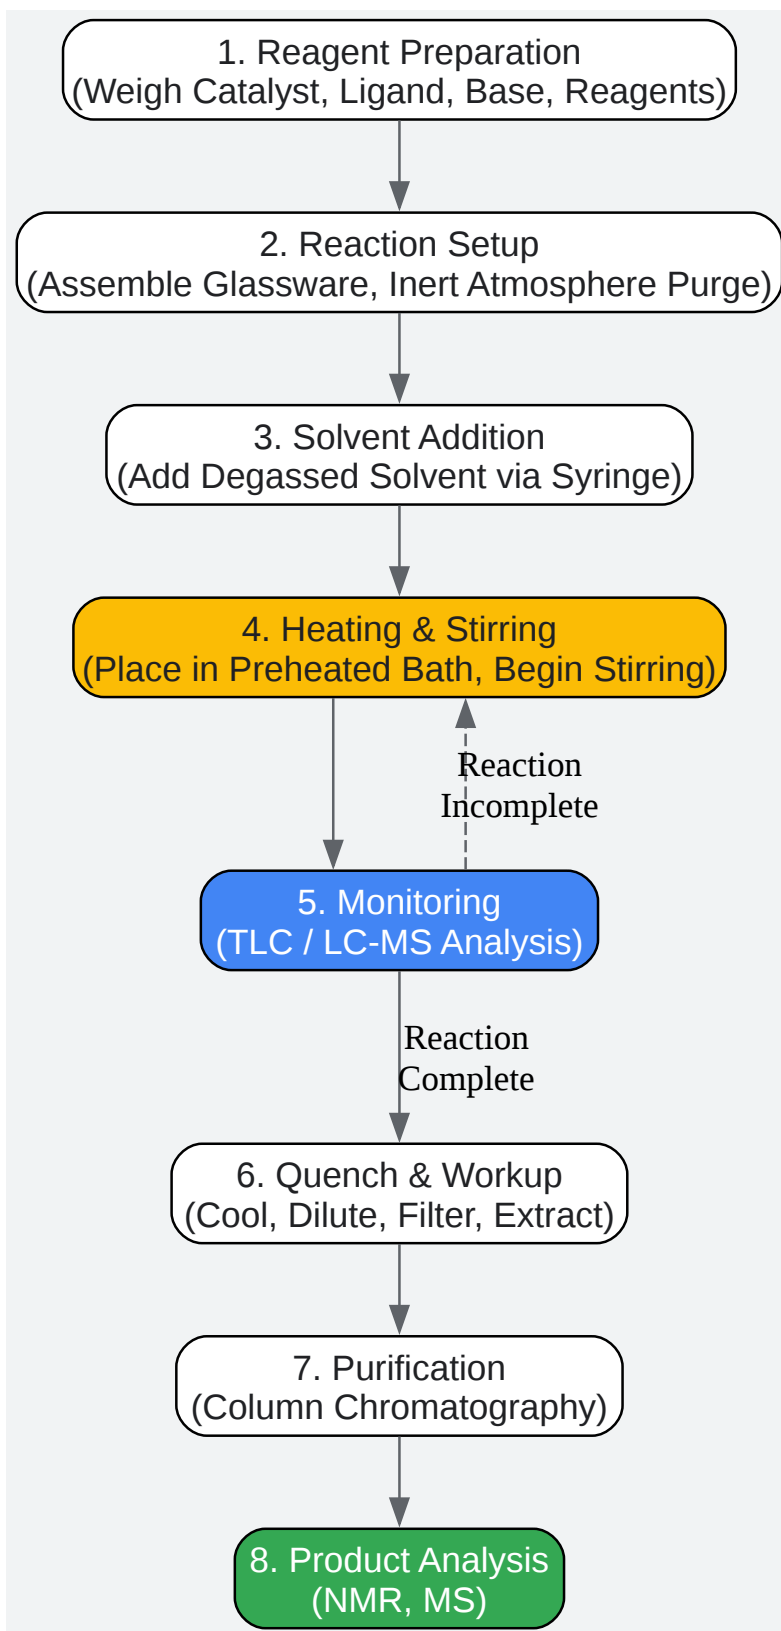 1. Reagent Preparation
(Weigh Catalyst, Ligand, Base, Reagents)
2. Reaction Setup
(Assemble Glassware, Inert Atmosphere Purge)
3. Solvent Addition
(Add Degassed Solvent via Syringe)
4. Heating & Stirring
(Place in Preheated Bath, Begin Stirring)
Reaction
Incomplete
5. Monitoring
(TLC / LC-MS Analysis)
Reaction
Complete
6. Quench & Workup
(Cool, Dilute, Filter, Extract)
7. Purification
(Column Chromatography)
8. Product Analysis
(NMR, MS)